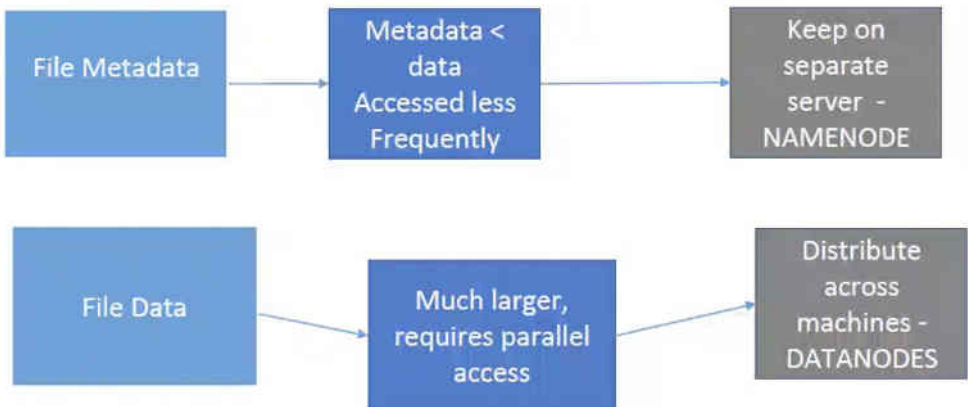 File Metadata
Metadata <
data
Accessed less
Frequently
Keep on
separate
server -
NAMENODE
File Data
Much larger,
requires parallel
access
Distribute
across
machines -
DATANODES